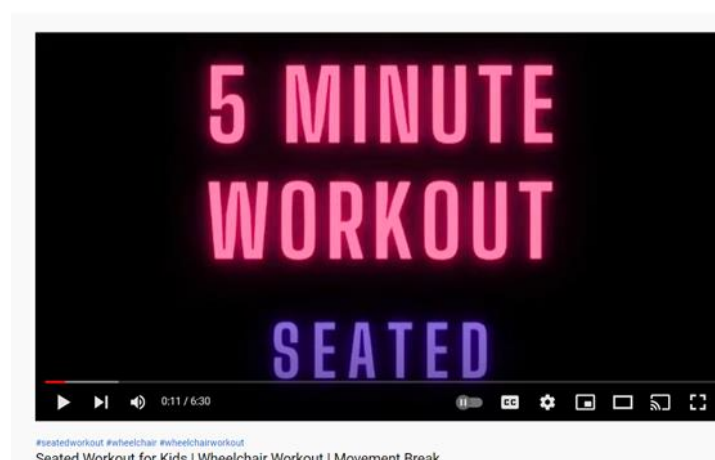 5 MINUTE
WORKOUT
SEATED
0:11 / 6:30
CC
#seatedworkout #wheelchair #wheelchairworkout
Seated Workout for Kids | Wheelchair Workout | Movement Break